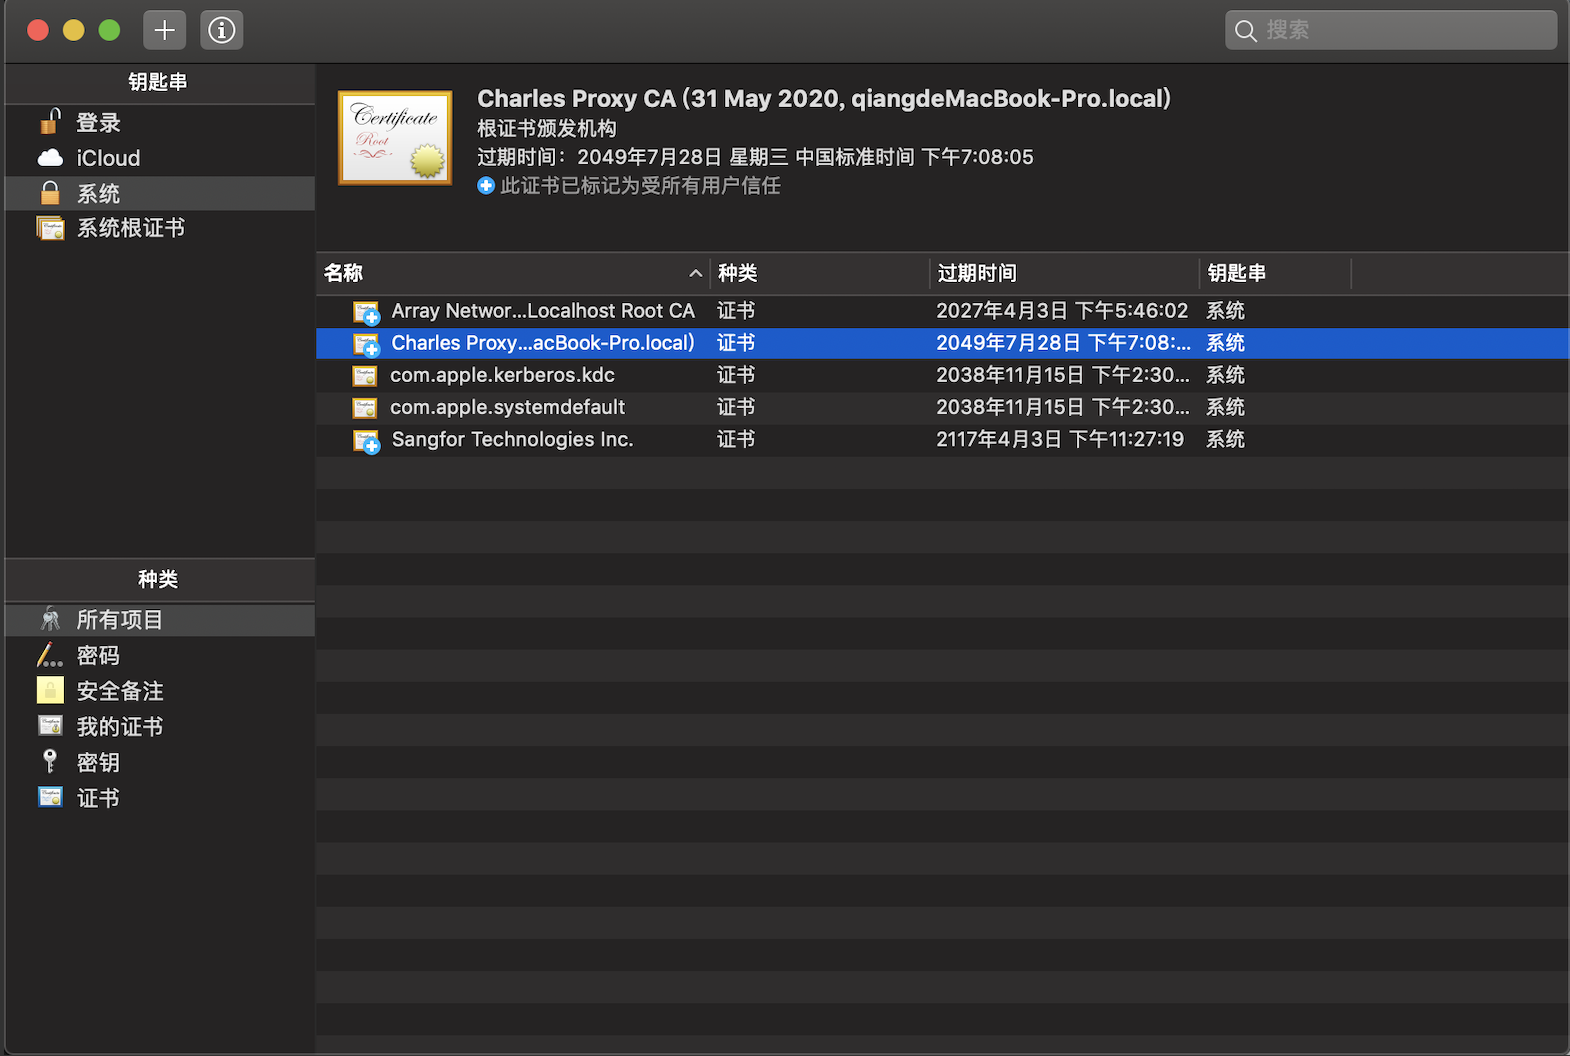 搜索
钥匙串
登录
iCloud
系统
系统根证书
Certificate
Root
Charles Proxy CA (31 May 2020, qiangdeMacBook-Pro.local)
根证书颁发机构
过期时间：2049年7月28日 星期三 中国标准时间 下午7:08:05
此证书已标记为受所有用户信任
名称 种类 过期时间 钥匙串
Array Networ...Localhost Root CA 证书 2027年4月3日 下午5:46:02 系统
Charles Proxy...acBook-Pro.local) 证书 2049年7月28日 下午7:08:... 系统
com.apple.kerberos.kdc 证书 2038年11月15日 下午2:30... 系统
com.apple.systemdefault 证书 2038年11月15日 下午2:30... 系统
Sangfor Technologies Inc. 证书 2117年4月3日 下午11:27:19 系统
种类
所有项目
密码
安全备注
我的证书
密钥
证书